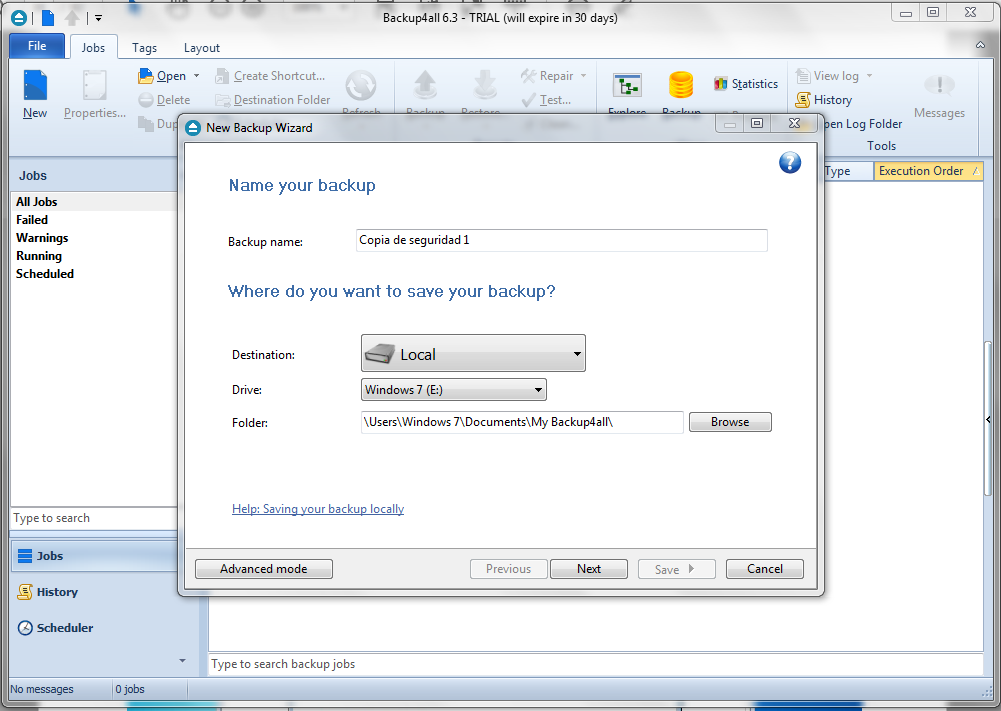 Backup4all 6.3 - TRIAL (will expire in 30 days)
File Jobs Tags Layout
New
Properties...
Open
Delete
Create Shortcut...
Destination Folder
Refresh
Backup
Restore
Repair
Test...
Explore
Backup
Statistics
View log
History
pen Log Folder
Tools
Messages
New Backup Wizard
Jobs
All Jobs
Failed
Warnings
Running
Scheduled
Type to search
Jobs
History
Scheduler
Type Execution Order
Name your backup
Backup name: Copia de seguridad 1
Where do you want to save your backup?
Destination: Local
Drive: Windows 7 (E:)
Folder: \Users\Windows 7\Documents\My Backup4all\ Browse
Help: Saving your backup locally
Advanced mode Previous Next Save Cancel
Type to search backup jobs
No messages 0 jobs